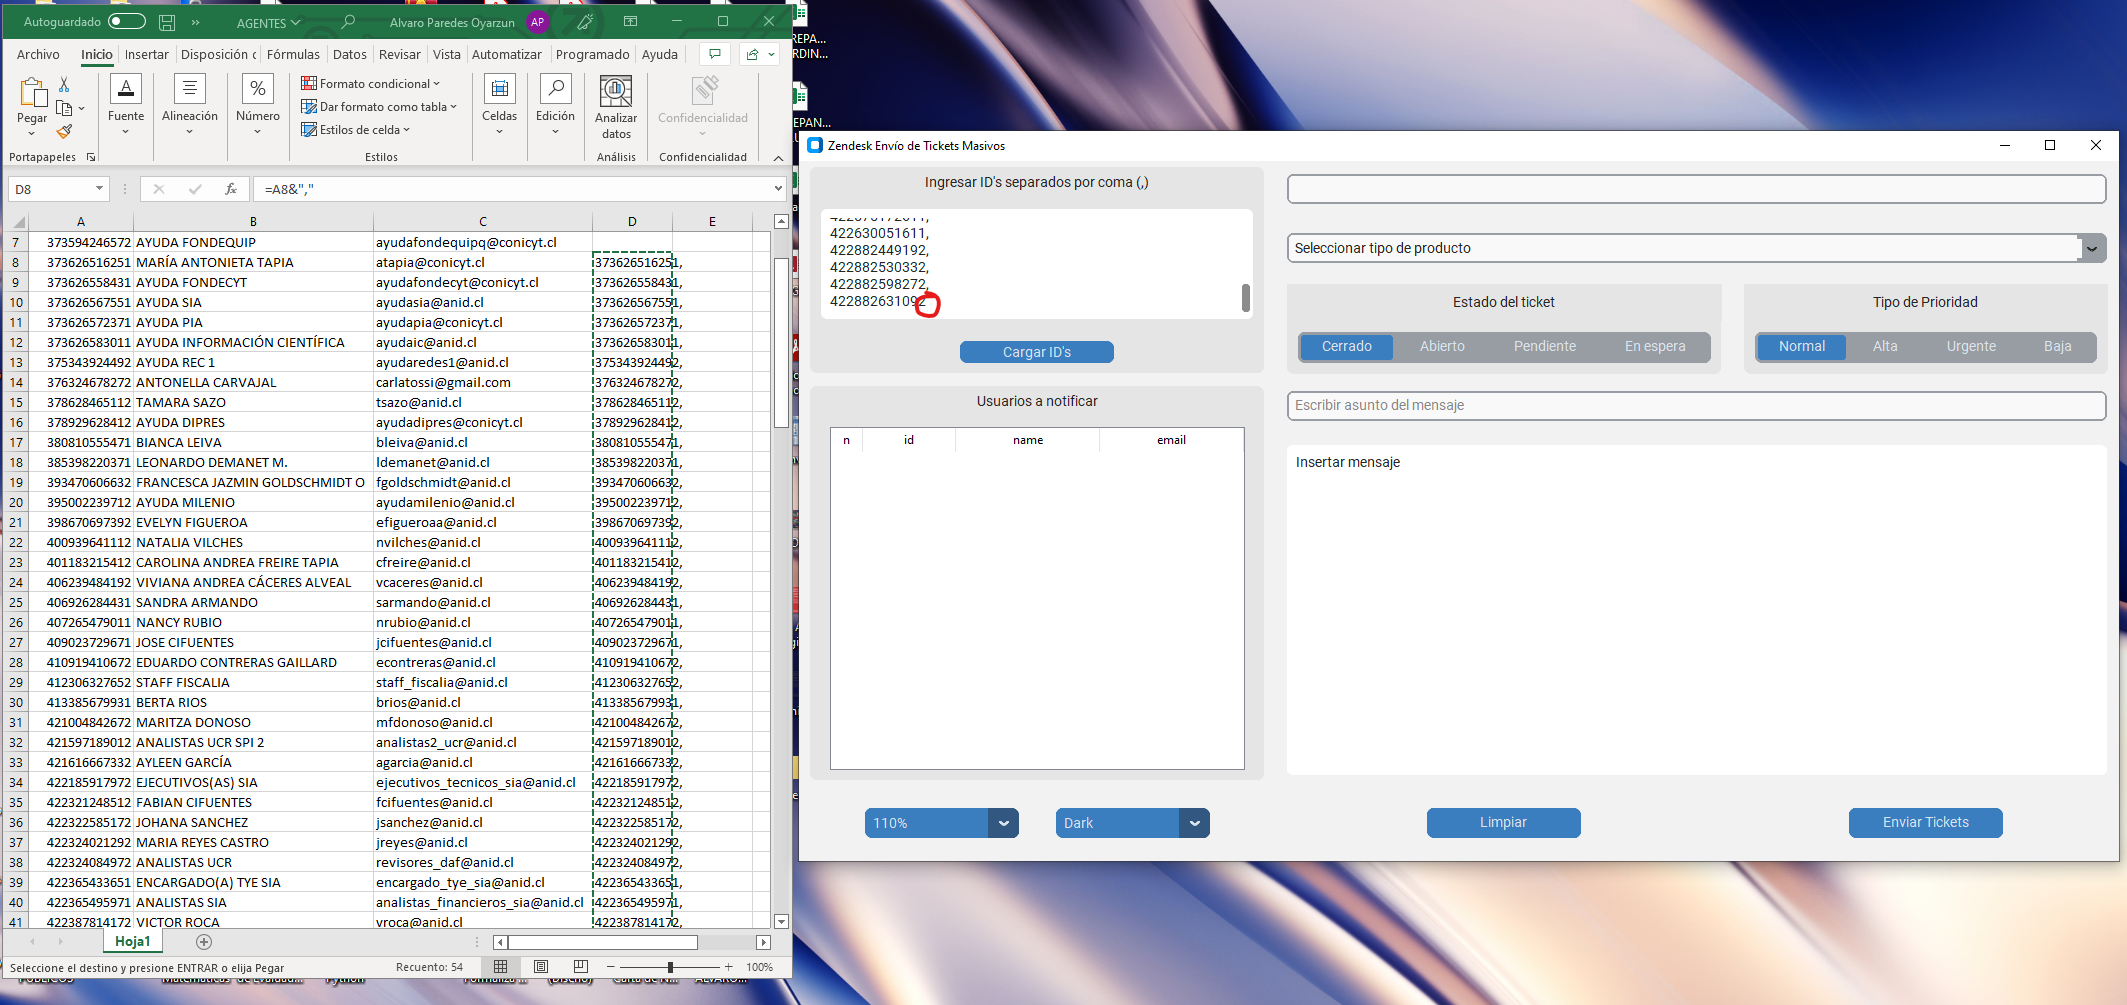 Autoguardado
AGENTES
Alvaro Paredes Oyarzun
AP
Archivo Inicio Insertar Disposición Fórmulas Datos Revisar Vista Automatizar Programado Ayuda
Pegar
Portapapeles
Fuente
Alineación
Número
Formato condicional
Dar formato como tabla
Estilos de celda
Estilos
Celdas
Edición
Analizar datos
Análisis
Confidencialidad
Confidencialidad
D8
fx
=A8&","
A B C D E
7 373594246572 AYUDA FONDEQUIP ayudafondequipq@conicyt.cl
8 373626516251 MARÍA ANTONIETA TAPIA atapia@conicyt.cl 373626516251,
9 373626558431 AYUDA FONDECYT ayudafondecyt@conicyt.cl 373626558431,
10 373626567551 AYUDA SIA ayudasia@anid.cl 373626567551,
11 373626572371 AYUDA PIA ayudapia@conicyt.cl 373626572371,
12 373626583011 AYUDA INFORMACIÓN CIENTÍFICA ayudaic@anid.cl 373626583011,
13 375343924492 AYUDA REC 1 ayudaredes1@anid.cl 375343924492,
14 376324678272 ANTONELLA CARVAJAL carlatossi@gmail.com 376324678272,
15 378628465112 TAMARA SAZO tsazo@anid.cl 378628465112,
16 378929628412 AYUDA DIPRES ayudadipres@conicyt.cl 378929628412,
17 380810555471 BIANCA LEIVA bleiva@anid.cl 380810555471,
18 385398220371 LEONARDO DEMANET M. ldemanet@anid.cl 385398220371,
19 393470606632 FRANCESCA JAZMIN GOLDSCHMIDT O fgoldschmidt@anid.cl 393470606632,
20 395002239712 AYUDA MILENIO ayudamilenio@anid.cl 395002239712,
21 398670697392 EVELYN FIGUEROA efigueroaa@anid.cl 398670697392,
22 400939641112 NATALIA VILCHES nvilches@anid.cl 400939641112,
23 401183215412 CAROLINA ANDREA FREIRE TAPIA cfreire@anid.cl 401183215412,
24 406239484192 VIVIANA ANDREA CÁCERES ALVEAL vcaceres@anid.cl 406239484192,
25 406926284431 SANDRA ARMANDO sarmando@anid.cl 406926284431,
26 407265479011 NANCY RUBIO nrubio@anid.cl 407265479011,
27 409023729671 JOSE CIFUENTES jcifuentes@anid.cl 409023729671,
28 410919410672 EDUARDO CONTRERAS GAILLARD econtreras@anid.cl 410919410672,
29 412306327652 STAFF FISCALIA staff_fiscalia@anid.cl 412306327652,
30 413385679931 BERTA RIOS brios@anid.cl 413385679931,
31 421004842672 MARITZA DONOSO mfdonoso@anid.cl 421004842672,
32 421597189012 ANALISTAS UCR SPI 2 analistas2_ucr@anid.cl 421597189012,
33 421616667332 AYLEEN GARCÍA agarcia@anid.cl 421616667332,
34 422185917972 EJECUTIVOS(AS) SIA ejecutivos_tecnicos_sia@anid.cl 422185917972,
35 422321248512 FABIAN CIFUENTES fcifuentes@anid.cl 422321248512,
36 422322585172 JOHANA SANCHEZ jsanchez@anid.cl 422322585172,
37 422324021292 MARIA REYES CASTRO jreyes@anid.cl 422324021292,
38 422324084972 ANALISTAS UCR revisores_daf@anid.cl 422324084972,
39 422365433651 ENCARGADO(A) TYE SIA encargado_tye_sia@anid.cl 422365433651,
40 422365495971 ANALISTAS SIA analistas_financieros_sia@anid.cl 422365495971,
41 422387814172 VICTOR ROCA vroca@anid.cl 422387814172,
Hoja1
Seleccione el destino y presione ENTRAR o elija Pegar
Recuento: 54
100%
Zendesk Envío de Tickets Masivos
Ingresar ID's separados por coma (,)
422630051611,
422882449192,
422882530332,
422882598272,
422882631092
Cargar ID's
Usuarios a notificar
n id name email
110%
Dark
Seleccionar tipo de producto
Estado del ticket
Cerrado Abierto Pendiente En espera
Tipo de Prioridad
Normal Alta Urgente Baja
Escribir asunto del mensaje
Insertar mensaje
Limpiar
Enviar Tickets